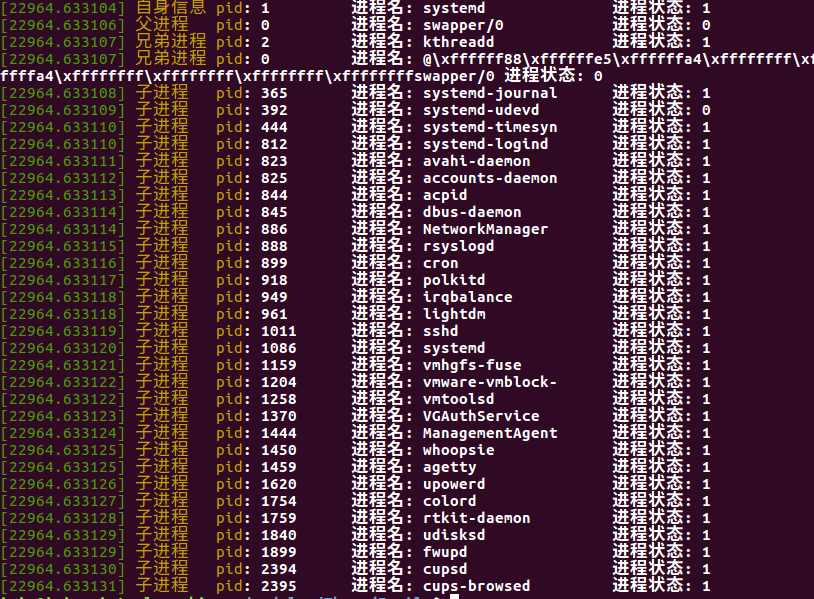 [22964.633104] 自身信息 pid: 1 进程名: systemd 进程状态: 1
[22964.633106] 父进程 pid: 0 进程名: swapper/0 进程状态: 0
[22964.633107] 兄弟进程 pid: 2 进程名: kthreadd 进程状态: 1
[22964.633107] 兄弟进程 pid: 0 进程名: @\xffffff88\xffffffe5\xffffffa4\xffffffff\xf
ffffa4\xffffffff\xffffffff\xffffffff\xffffffffswapper/0 进程状态: 0
[22964.633108] 子进程 pid: 365 进程名: systemd-journal 进程状态: 1
[22964.633109] 子进程 pid: 392 进程名: systemd-udevd 进程状态: 0
[22964.633110] 子进程 pid: 444 进程名: systemd-timesyn 进程状态: 1
[22964.633110] 子进程 pid: 812 进程名: systemd-logind 进程状态: 1
[22964.633111] 子进程 pid: 823 进程名: avahi-daemon 进程状态: 1
[22964.633112] 子进程 pid: 825 进程名: accounts-daemon 进程状态: 1
[22964.633113] 子进程 pid: 844 进程名: acpid 进程状态: 1
[22964.633114] 子进程 pid: 845 进程名: dbus-daemon 进程状态: 1
[22964.633114] 子进程 pid: 886 进程名: NetworkManager 进程状态: 1
[22964.633115] 子进程 pid: 888 进程名: rsyslogd 进程状态: 1
[22964.633116] 子进程 pid: 899 进程名: cron 进程状态: 1
[22964.633117] 子进程 pid: 918 进程名: polkitd 进程状态: 1
[22964.633118] 子进程 pid: 949 进程名: irqbalance 进程状态: 1
[22964.633118] 子进程 pid: 961 进程名: lightdm 进程状态: 1
[22964.633119] 子进程 pid: 1011 进程名: sshd 进程状态: 1
[22964.633120] 子进程 pid: 1086 进程名: systemd 进程状态: 1
[22964.633121] 子进程 pid: 1159 进程名: vmhgfs-fuse 进程状态: 1
[22964.633122] 子进程 pid: 1204 进程名: vmware-vmblock- 进程状态: 1
[22964.633122] 子进程 pid: 1258 进程名: vmtoolsd 进程状态: 1
[22964.633123] 子进程 pid: 1370 进程名: VGAuthService 进程状态: 1
[22964.633124] 子进程 pid: 1444 进程名: ManagementAgent 进程状态: 1
[22964.633125] 子进程 pid: 1450 进程名: whoopsie 进程状态: 1
[22964.633125] 子进程 pid: 1459 进程名: agetty 进程状态: 1
[22964.633126] 子进程 pid: 1620 进程名: upowerd 进程状态: 1
[22964.633127] 子进程 pid: 1754 进程名: colord 进程状态: 1
[22964.633128] 子进程 pid: 1759 进程名: rtkit-daemon 进程状态: 1
[22964.633129] 子进程 pid: 1840 进程名: udisksd 进程状态: 1
[22964.633129] 子进程 pid: 1899 进程名: fwupd 进程状态: 1
[22964.633130] 子进程 pid: 2394 进程名: cupsd 进程状态: 1
[22964.633131] 子进程 pid: 2395 进程名: cups-browsed 进程状态: 1